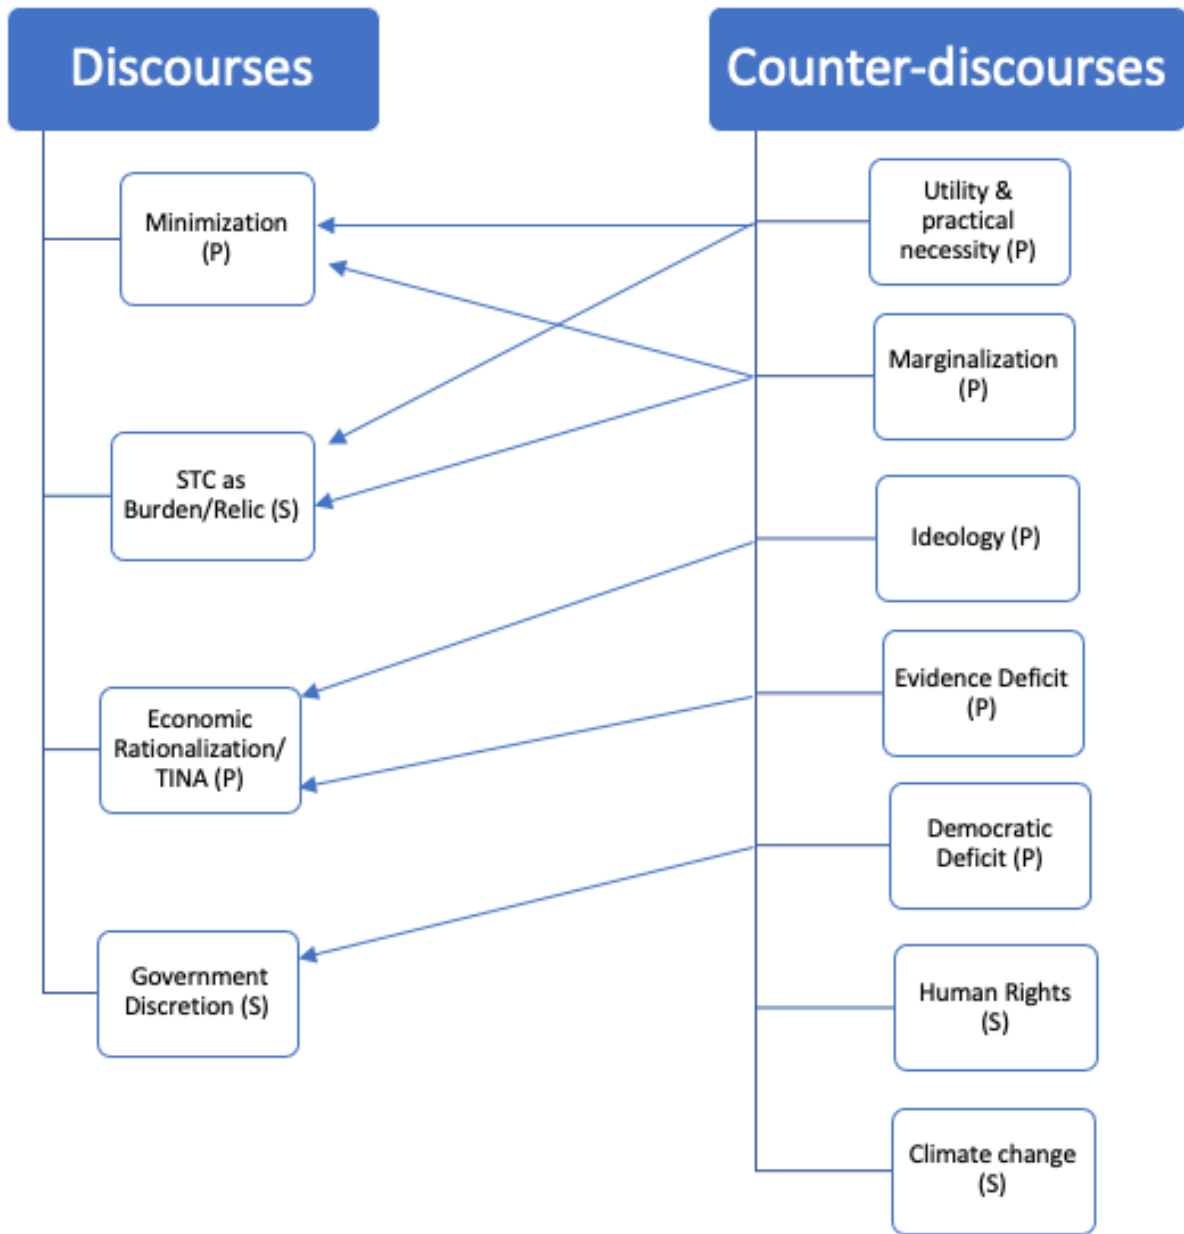 Discourses
Minimization
(P)
STC as
Burden/Relic (S)
Economic
Rationalization/
TINA (P)
Government
Discretion (S)
Counter-discourses
Utility &
practical
necessity (P)
Marginalization
(P)
Ideology (P)
Evidence Deficit
(P)
Democratic
Deficit (P)
Human Rights
(S)
Climate change
(S)